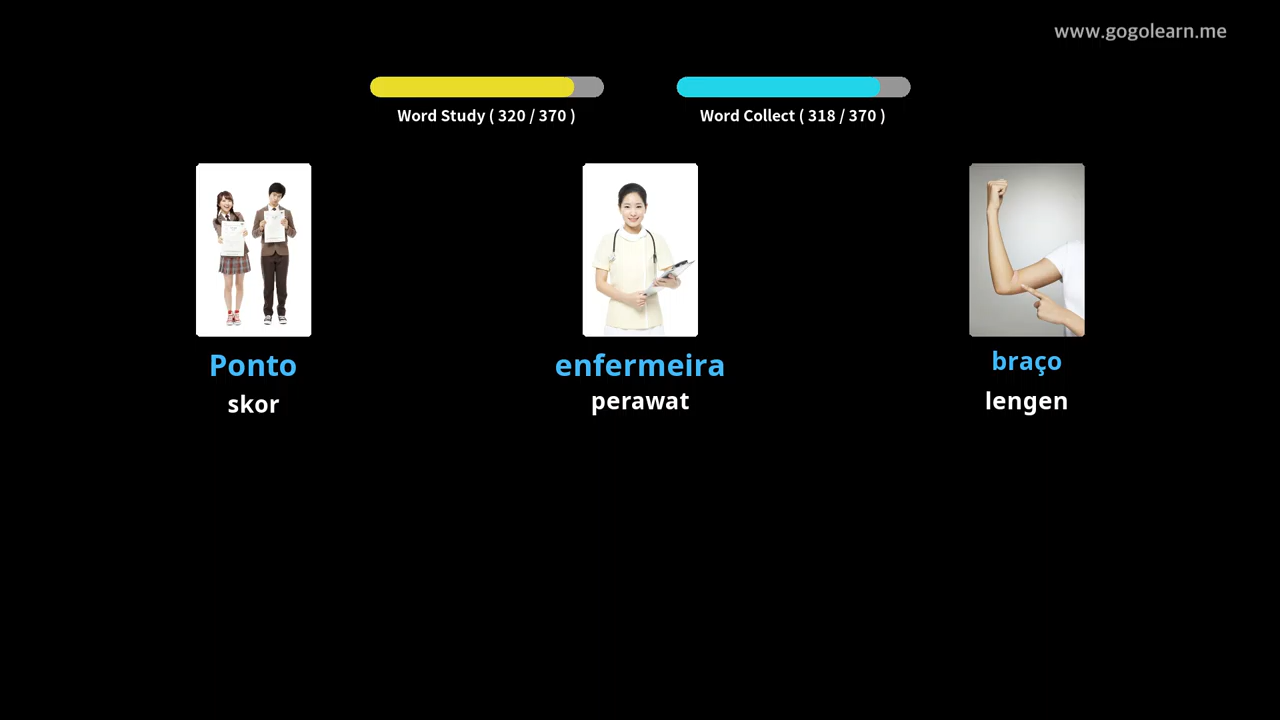 www.gogolearn.me
Word Study ( 320 / 370 )
Word Collect ( 318 / 370 )
Ponto
skor
enfermeira
perawat
braço
lengen